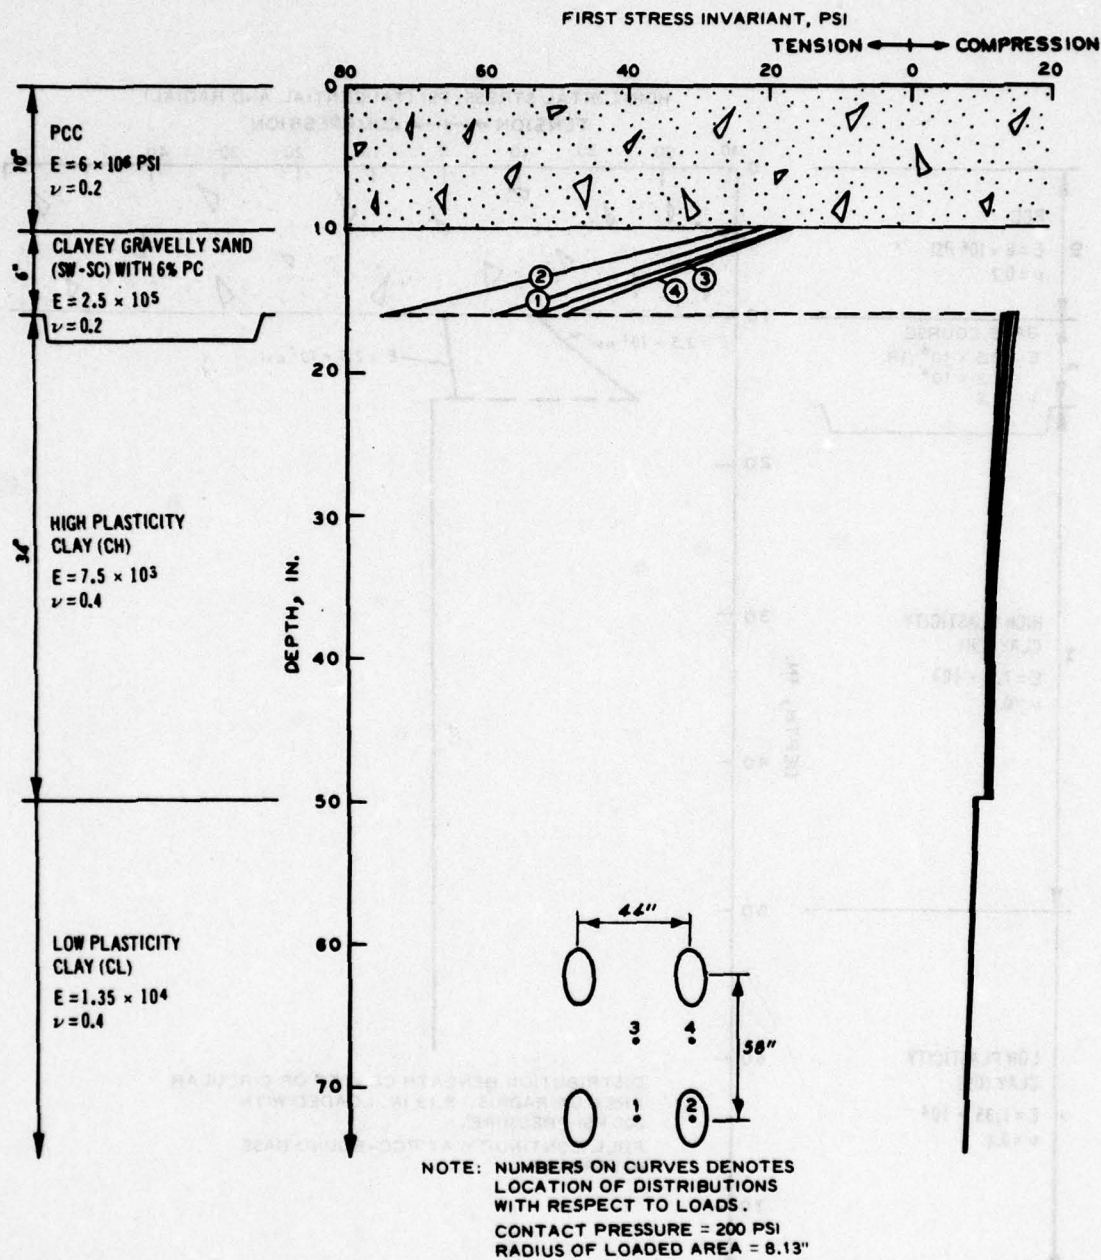 FIRST STRESS INVARIANT, PSI
TENSION COMPRESSION
80 60 40 20 0 20
0
10
20
30
40
50
60
70
DEPTH, IN.
10"
PCC
E = 6 × 10⁶ PSI
ν = 0.2
6"
CLAYEY GRAVELLY SAND
(SW-SC) WITH 6% PC
E = 2.5 × 10⁵
ν = 0.2
34"
HIGH PLASTICITY
CLAY (CH)
E = 7.5 × 10³
ν = 0.4
LOW PLASTICITY
CLAY (CL)
E = 1.35 × 10⁴
ν = 0.4
2
1
3
4
44"
58"
3 4
1 2
NOTE: NUMBERS ON CURVES DENOTES
LOCATION OF DISTRIBUTIONS
WITH RESPECT TO LOADS.
CONTACT PRESSURE = 200 PSI
RADIUS OF LOADED AREA = 8.13"